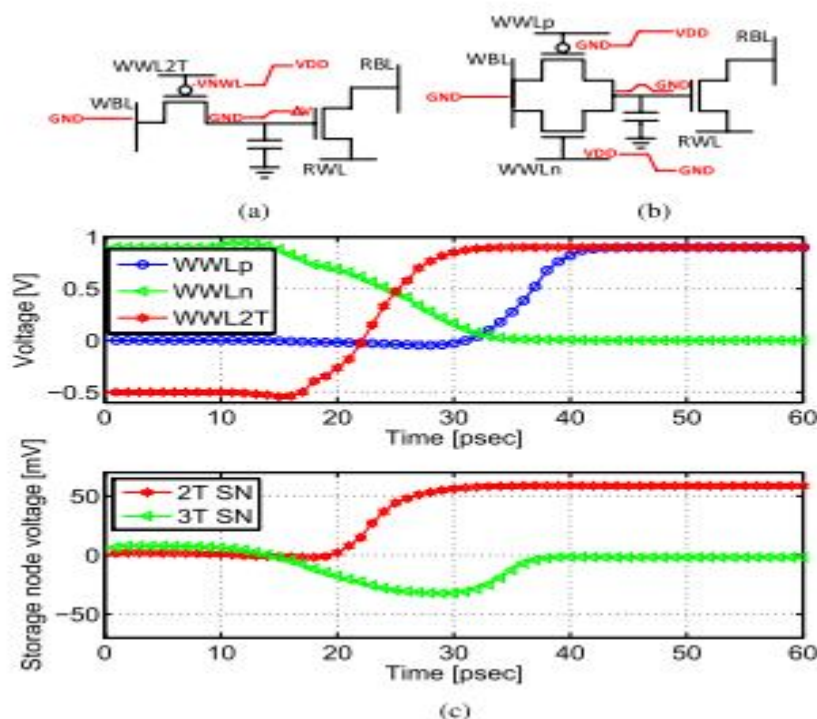 WWLp
VDD
GND
RBL
WBL
GND
GND
RWL
VDD
WWLn
GND
WWL2T
VDD
VNWL
RBL
WBL
GND
GND
RWL
(a)
(b)
Voltage [V]
1
0.5
0
-0.5
WWLp
WWLn
WWL2T
0 10 20 30 40 50 60
Time [psec]
Storage node voltage [mV]
50
0
-50
2T SN
3T SN
0 10 20 30 40 50 60
Time [psec]
(c)